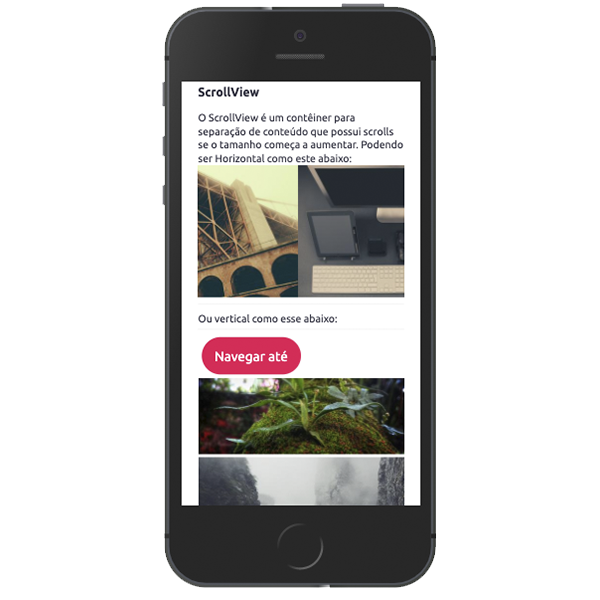 ScrollView
O ScrollView é um contêiner para
separação de conteúdo que possui scrolls
se o tamanho começa a aumentar. Podendo
ser Horizontal como este abaixo:
Ou vertical como esse abaixo:
Navegar até